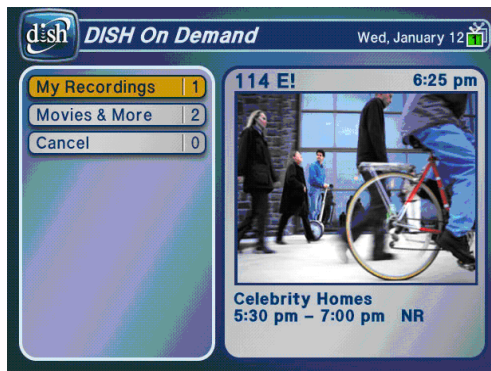 dish DISH On Demand Wed, January 12 1
My Recordings 1
Movies & More 2
Cancel 0
114 E! 6:25 pm
Celebrity Homes
5:30 pm – 7:00 pm NR